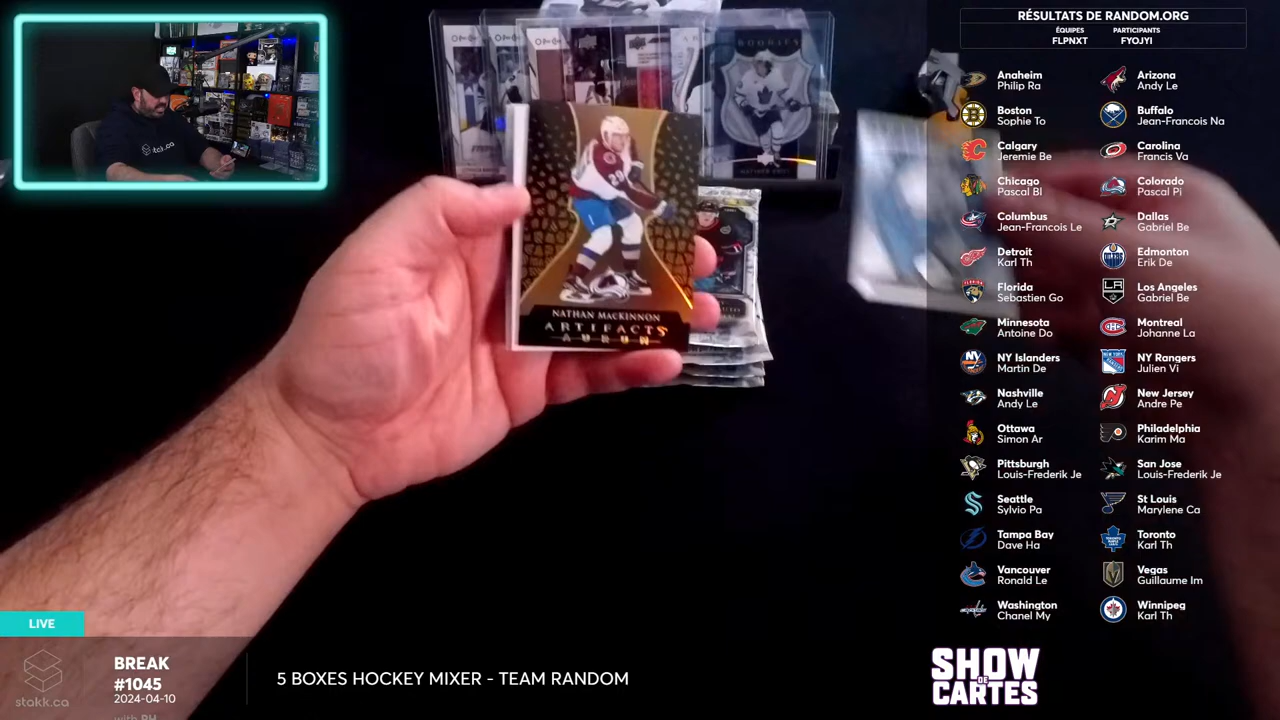 RÉSULTATS DE RANDOM.ORG
ÉQUIPES
FLPNXT
PARTICIPANTS
FYOJYI
Anaheim
Philip Ra
Arizona
Andy Le
Boston
Sophie To
Buffalo
Jean-Francois Na
Calgary
Jeremie Be
Carolina
Francis Va
Chicago
Pascal Bl
Colorado
Pascal Pi
Columbus
Jean-Francois Le
Dallas
Gabriel Be
Detroit
Karl Th
Edmonton
Erik De
Florida
Sebastien Go
Los Angeles
Gabriel Be
Minnesota
Antoine Do
Montreal
Johanne La
NY Islanders
Martin De
NY Rangers
Julien Vi
Nashville
Andy Le
New Jersey
Andre Pe
Ottawa
Simon Ar
Philadelphia
Karim Ma
Pittsburgh
Louis-Frederik Je
San Jose
Louis-Frederik Je
Seattle
Sylvio Pa
St Louis
Marylene Ca
Tampa Bay
Dave Ha
Toronto
Karl Th
Vancouver
Ronald Le
Vegas
Guillaume Im
Washington
Chanel My
Winnipeg
Karl Th
ROOKIES
29
NATHAN MACKINNON
ARTIFACTS
AURUM
LIVE
stakk.ca
BREAK
#1045
2024-04-10
with PH
5 BOXES HOCKEY MIXER - TEAM RANDOM
SHOW
DE
CARTES